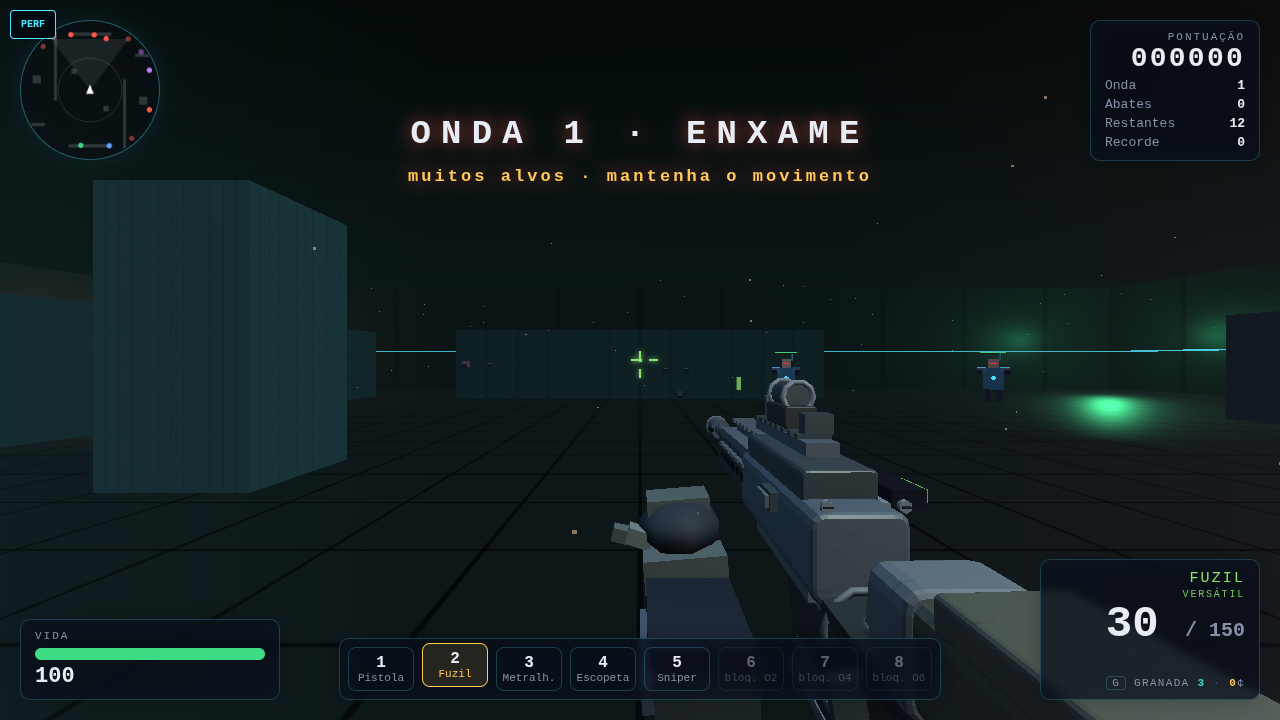 PERF
PONTUAÇÃO
000000
Onda 1
Abates 0
Restantes 12
Recorde 0
ONDA 1 · ENXAME
muitos alvos · mantenha o movimento
VIDA
100
1 Pistola
2 Fuzil
3 Metralh.
4 Escopeta
5 Sniper
6 bloq. O2
7 bloq. O4
8 bloq. O6
FUZIL
VERSÁTIL
30 / 150
G GRANADA 3 · 0¢